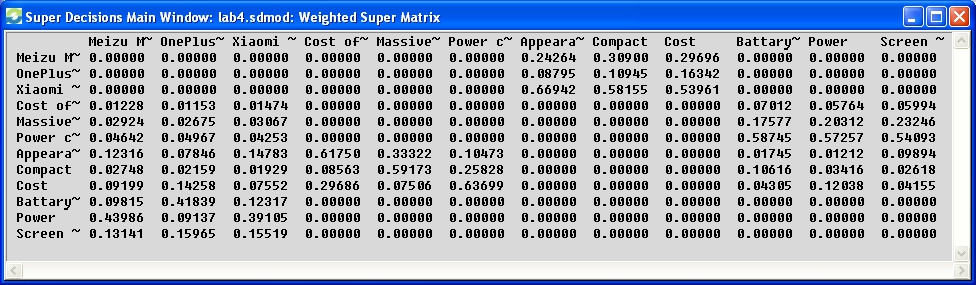 Super Decisions Main Window: lab4.sdmod: Weighted Super Matrix
Meizu M~ OnePlus~ Xiaomi ~ Cost of~ Massive~ Power c~ Appeara~ Compact Cost Battary~ Power Screen ~
Meizu M~ 0.00000 0.00000 0.00000 0.00000 0.00000 0.00000 0.24264 0.30900 0.29696 0.00000 0.00000 0.00000
OnePlus~ 0.00000 0.00000 0.00000 0.00000 0.00000 0.00000 0.08795 0.10945 0.16342 0.00000 0.00000 0.00000
Xiaomi ~ 0.00000 0.00000 0.00000 0.00000 0.00000 0.00000 0.66942 0.58155 0.53961 0.00000 0.00000 0.00000
Cost of~ 0.01228 0.01153 0.01474 0.00000 0.00000 0.00000 0.00000 0.00000 0.00000 0.07012 0.05764 0.05994
Massive~ 0.02924 0.02675 0.03067 0.00000 0.00000 0.00000 0.00000 0.00000 0.00000 0.17577 0.20312 0.23246
Power c~ 0.04642 0.04967 0.04253 0.00000 0.00000 0.00000 0.00000 0.00000 0.00000 0.58745 0.57257 0.54093
Appeara~ 0.12316 0.07846 0.14783 0.61750 0.33322 0.10473 0.00000 0.00000 0.00000 0.01745 0.01212 0.09894
Compact 0.02748 0.02159 0.01929 0.08563 0.59173 0.25828 0.00000 0.00000 0.00000 0.10616 0.03416 0.02618
Cost 0.09199 0.14258 0.07552 0.29686 0.07506 0.63699 0.00000 0.00000 0.00000 0.04305 0.12038 0.04155
Battary~ 0.09815 0.41839 0.12317 0.00000 0.00000 0.00000 0.00000 0.00000 0.00000 0.00000 0.00000 0.00000
Power 0.43986 0.09137 0.39105 0.00000 0.00000 0.00000 0.00000 0.00000 0.00000 0.00000 0.00000 0.00000
Screen ~ 0.13141 0.15965 0.15519 0.00000 0.00000 0.00000 0.00000 0.00000 0.00000 0.00000 0.00000 0.00000